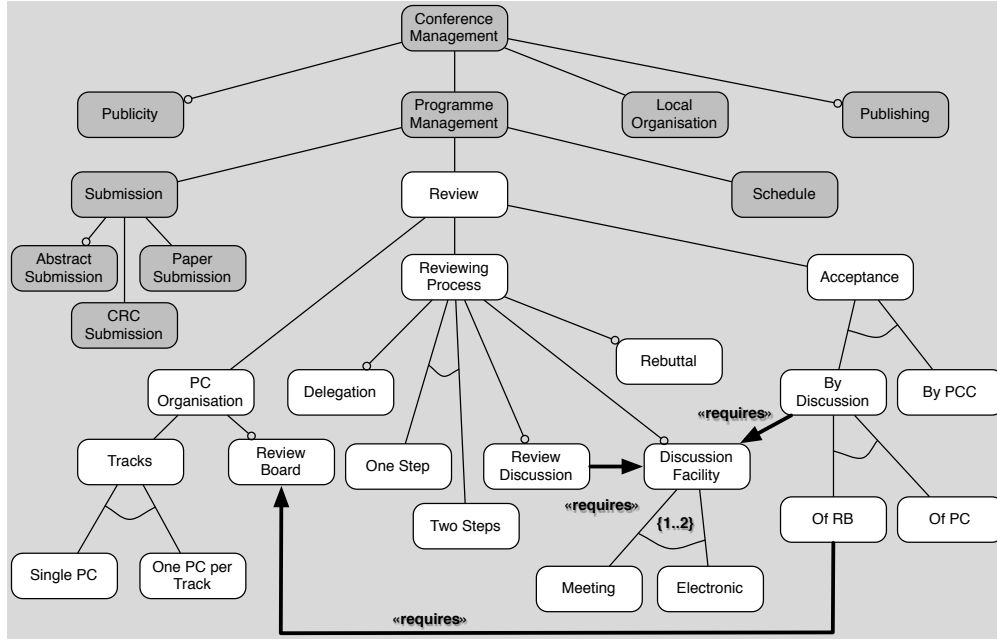 Conference
Management
Publicity
Programme
Management
Local
Organisation
Publishing
Submission
Review
Schedule
Abstract
Submission
Paper
Submission
CRC
Submission
Reviewing
Process
Acceptance
PC
Organisation
Delegation
Rebuttal
By
Discussion
By PCC
«requires»
Tracks
Review
Board
One Step
Review
Discussion
Discussion
Facility
«requires»
Two Steps
{1..2}
Of RB
Of PC
Single PC
One PC per
Track
Meeting
Electronic
«requires»